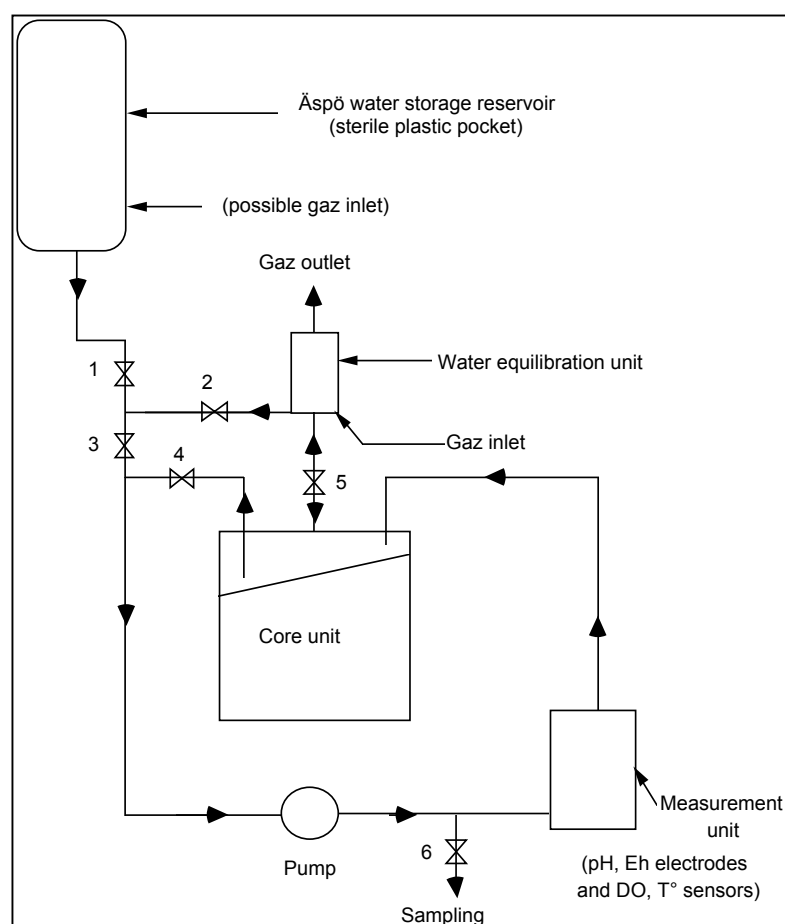 Äspö water storage reservoir
(sterile plastic pocket)
(possible gaz inlet)
Gaz outlet
1
2
Water equilibration unit
3
4
Gaz inlet
5
Core unit
Measurement
unit
6
Pump
(pH, Eh electrodes
and DO, T° sensors)
Sampling